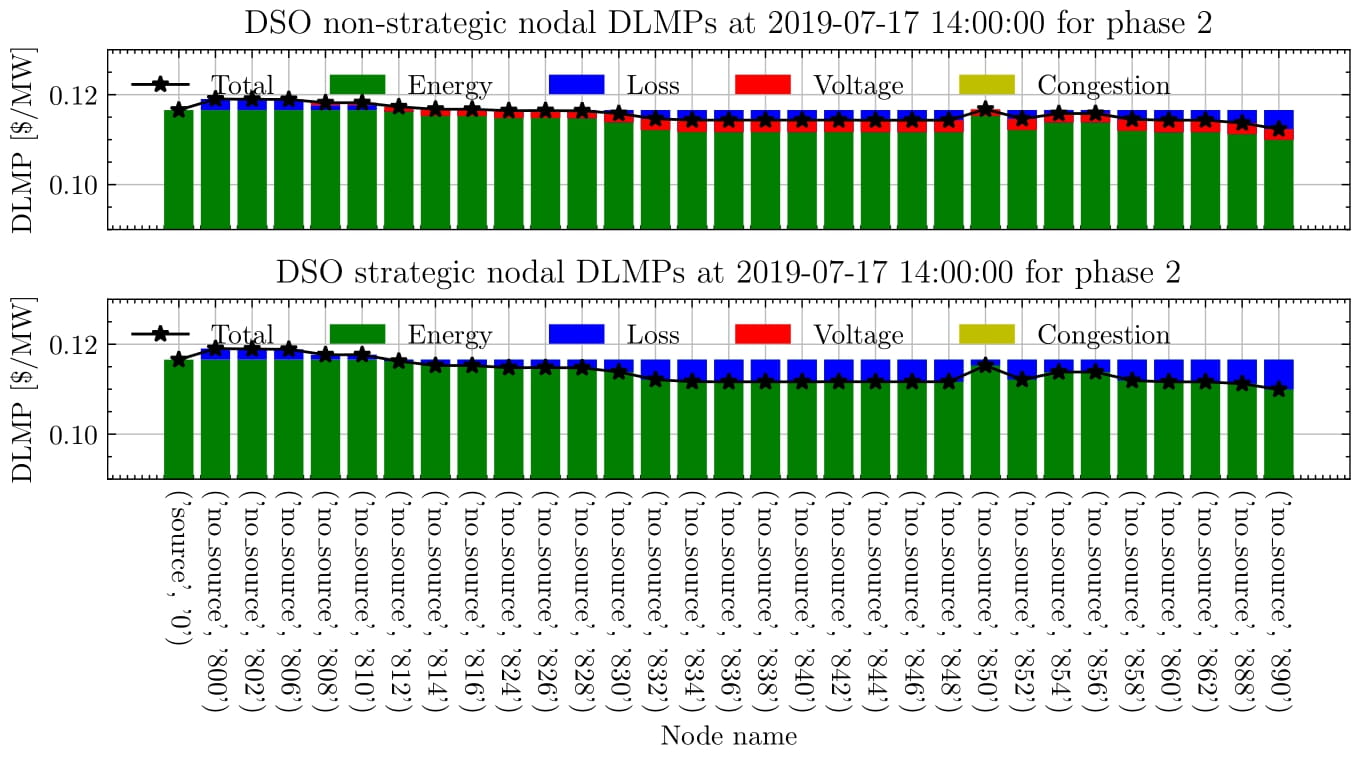 DSO non-strategic nodal DLMPs at 2019-07-17 14:00:00 for phase 2
DLMP [$/MW]
0.12
0.10
Total Energy Loss Voltage Congestion
DSO strategic nodal DLMPs at 2019-07-17 14:00:00 for phase 2
DLMP [$/MW]
0.12
0.10
Total Energy Loss Voltage Congestion
('source', '0')
('no_source', '800')
('no_source', '802')
('no_source', '806')
('no_source', '808')
('no_source', '810')
('no_source', '812')
('no_source', '814')
('no_source', '816')
('no_source', '824')
('no_source', '826')
('no_source', '828')
('no_source', '830')
('no_source', '832')
('no_source', '834')
('no_source', '836')
('no_source', '838')
('no_source', '840')
('no_source', '842')
('no_source', '844')
('no_source', '846')
('no_source', '848')
('no_source', '850')
('no_source', '852')
('no_source', '854')
('no_source', '856')
('no_source', '858')
('no_source', '860')
('no_source', '862')
('no_source', '888')
('no_source', '890')
Node name